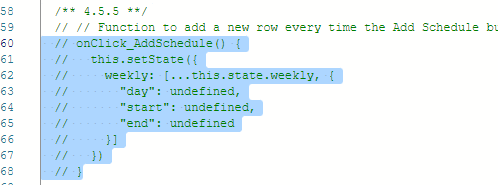 58 /** 4.5.5 **/
59 // // Function to add a new row every time the Add Schedule bu
60 // onClick_AddSchedule() {
61 //   this.setState({
62 //     weekly: [...this.state.weekly, {
63 //       "day": undefined,
64 //       "start": undefined,
65 //       "end": undefined
66 //     }]
67 //   })
68 // }